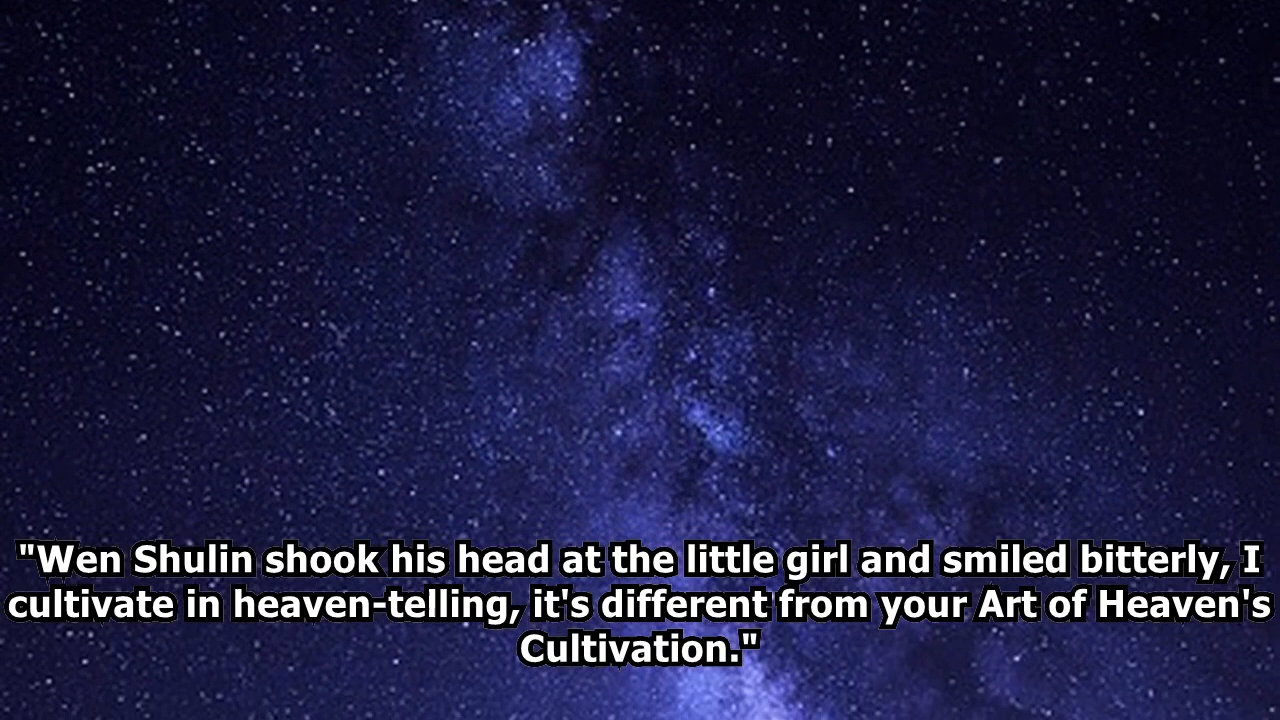 "Wen Shulin shook his head at the little girl and smiled bitterly, I
cultivate in heaven-telling, it's different from your Art of Heaven's
Cultivation."